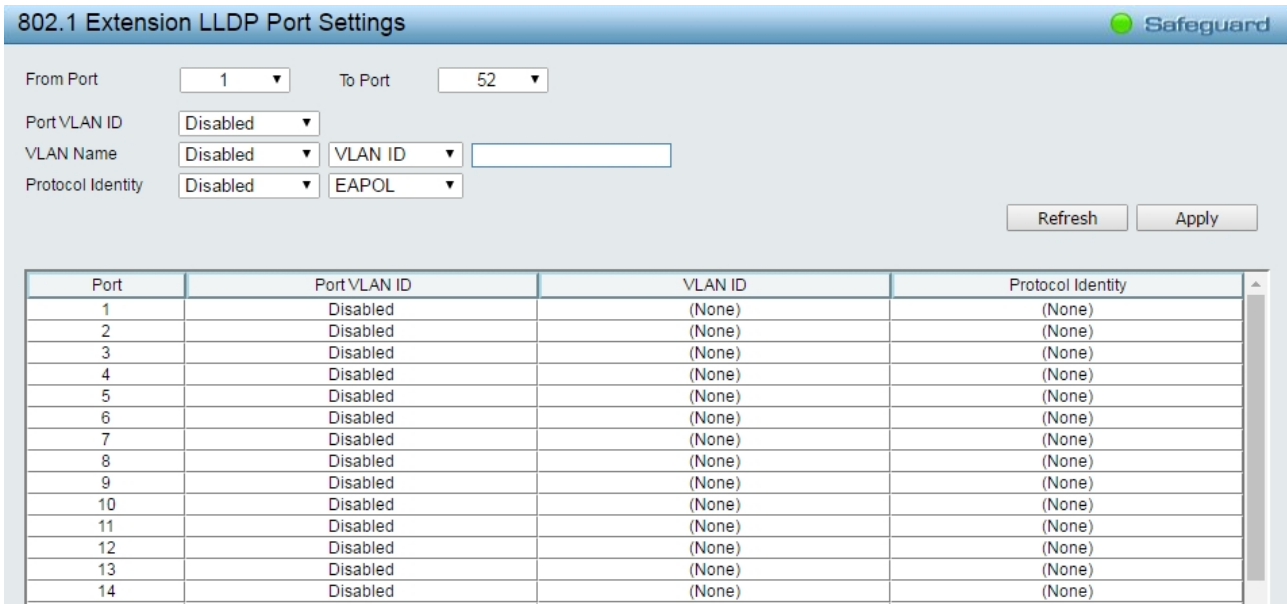 802.1 Extension LLDP Port Settings Safeguard
From Port 1 To Port 52
Port VLAN ID Disabled
VLAN Name Disabled VLAN ID
Protocol Identity Disabled EAPOL
Refresh Apply
Port Port VLAN ID VLAN ID Protocol Identity
1 Disabled (None) (None)
2 Disabled (None) (None)
3 Disabled (None) (None)
4 Disabled (None) (None)
5 Disabled (None) (None)
6 Disabled (None) (None)
7 Disabled (None) (None)
8 Disabled (None) (None)
9 Disabled (None) (None)
10 Disabled (None) (None)
11 Disabled (None) (None)
12 Disabled (None) (None)
13 Disabled (None) (None)
14 Disabled (None) (None)